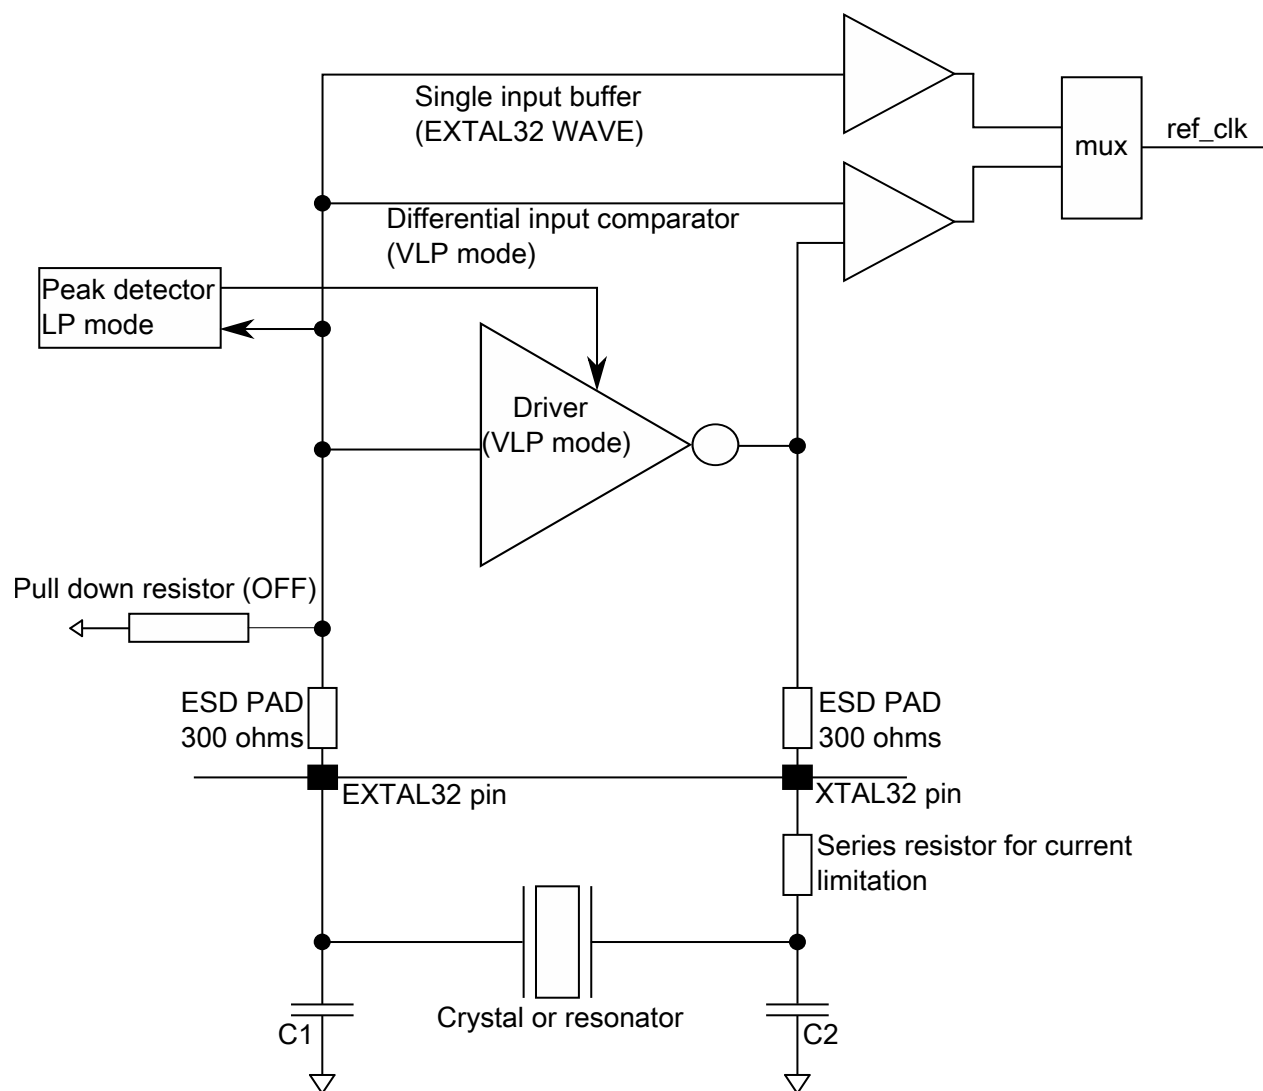 Single input buffer
(EXTAL32 WAVE)
mux
ref_clk
Differential input comparator
(VLP mode)
Peak detector
LP mode
Driver
(VLP mode)
Pull down resistor (OFF)
ESD PAD
300 ohms
ESD PAD
300 ohms
EXTAL32 pin
XTAL32 pin
Series resistor for current
limitation
Crystal or resonator
C1
C2